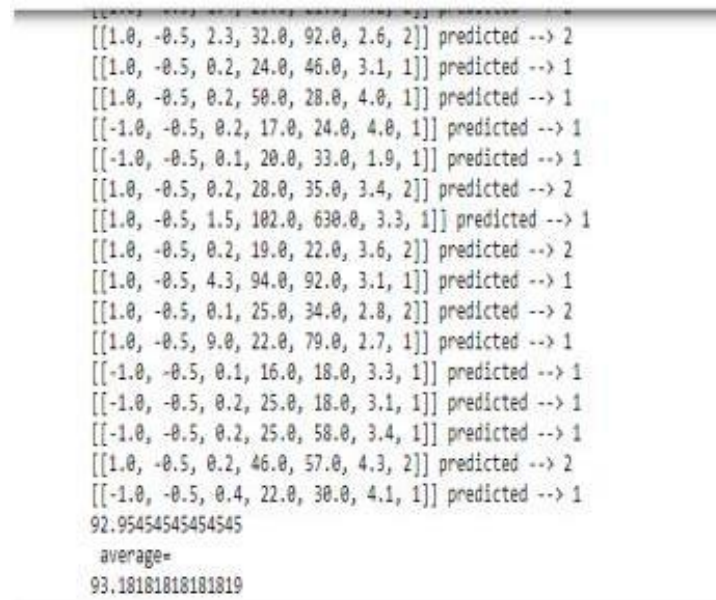 [[1.0, -0.5, 2.3, 32.0, 92.0, 2.6, 2]] predicted --> 2
[[1.0, -0.5, 0.2, 24.0, 46.0, 3.1, 1]] predicted --> 1
[[1.0, -0.5, 0.2, 50.0, 28.0, 4.0, 1]] predicted --> 1
[[-1.0, -0.5, 0.2, 17.0, 24.0, 4.0, 1]] predicted --> 1
[[-1.0, -0.5, 0.1, 20.0, 33.0, 1.9, 1]] predicted --> 1
[[1.0, -0.5, 0.2, 28.0, 35.0, 3.4, 2]] predicted --> 2
[[1.0, -0.5, 1.5, 102.0, 630.0, 3.3, 1]] predicted --> 1
[[1.0, -0.5, 0.2, 19.0, 22.0, 3.6, 2]] predicted --> 2
[[1.0, -0.5, 4.3, 94.0, 92.0, 3.1, 1]] predicted --> 1
[[1.0, -0.5, 0.1, 25.0, 34.0, 2.8, 2]] predicted --> 2
[[1.0, -0.5, 9.0, 22.0, 79.0, 2.7, 1]] predicted --> 1
[[-1.0, -0.5, 0.1, 16.0, 18.0, 3.3, 1]] predicted --> 1
[[-1.0, -0.5, 0.2, 25.0, 18.0, 3.1, 1]] predicted --> 1
[[-1.0, -0.5, 0.2, 25.0, 58.0, 3.4, 1]] predicted --> 1
[[1.0, -0.5, 0.2, 46.0, 57.0, 4.3, 2]] predicted --> 2
[[-1.0, -0.5, 0.4, 22.0, 30.0, 4.1, 1]] predicted --> 1
92.95454545454545
average=
93.18181818181819